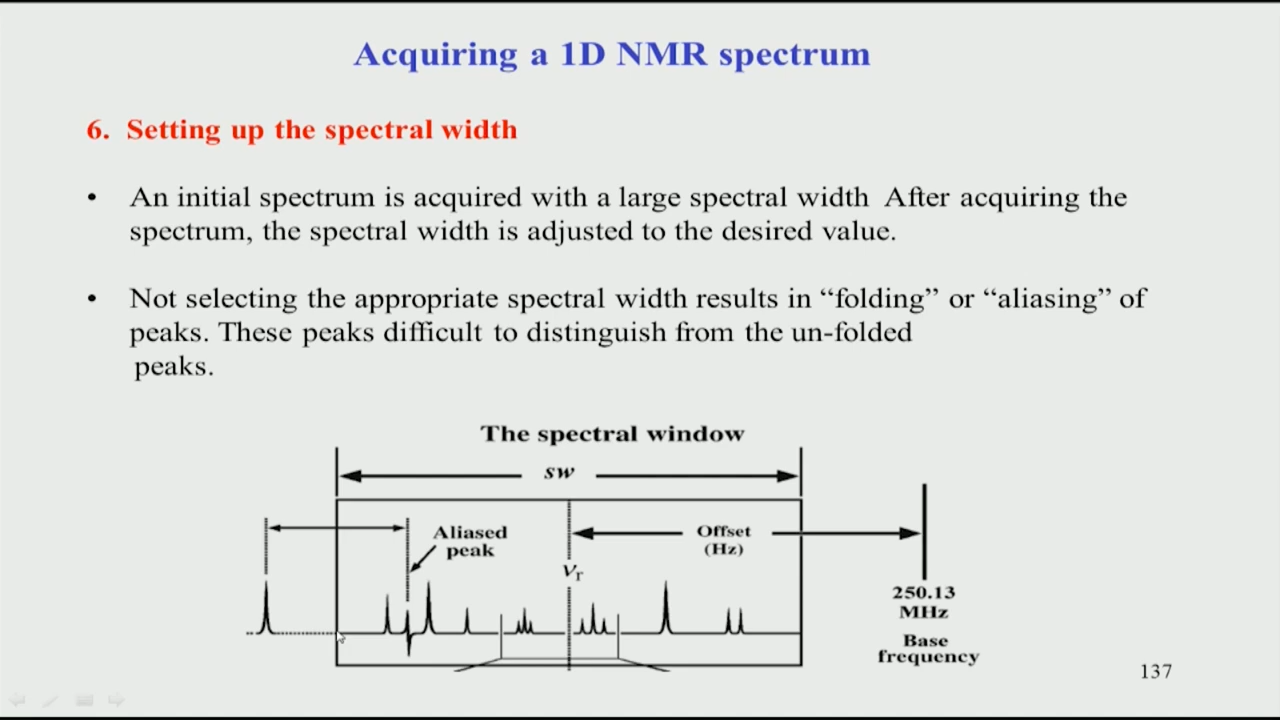 Acquiring a 1D NMR spectrum
6. Setting up the spectral width
• An initial spectrum is acquired with a large spectral width After acquiring the
spectrum, the spectral width is adjusted to the desired value.
• Not selecting the appropriate spectral width results in “folding” or “aliasing” of
peaks. These peaks difficult to distinguish from the un-folded
peaks.
The spectral window
SW
Aliased
peak
Offset
(Hz)
νr
250.13
MHz
Base
frequency
137